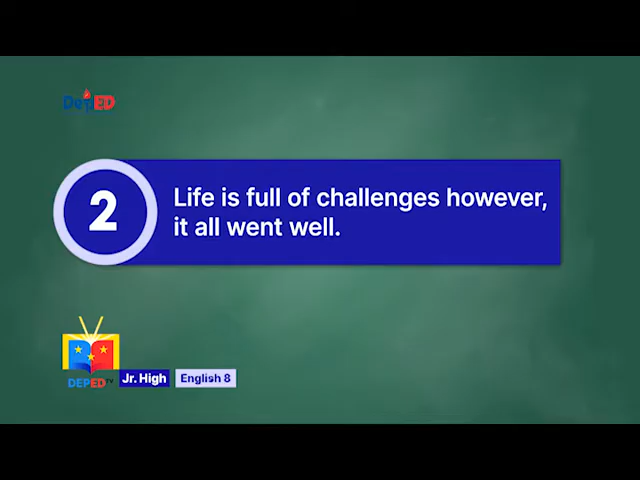 DepED
2
Life is full of challenges however,
it all went well.
DEPED TV
Jr. High
English 8